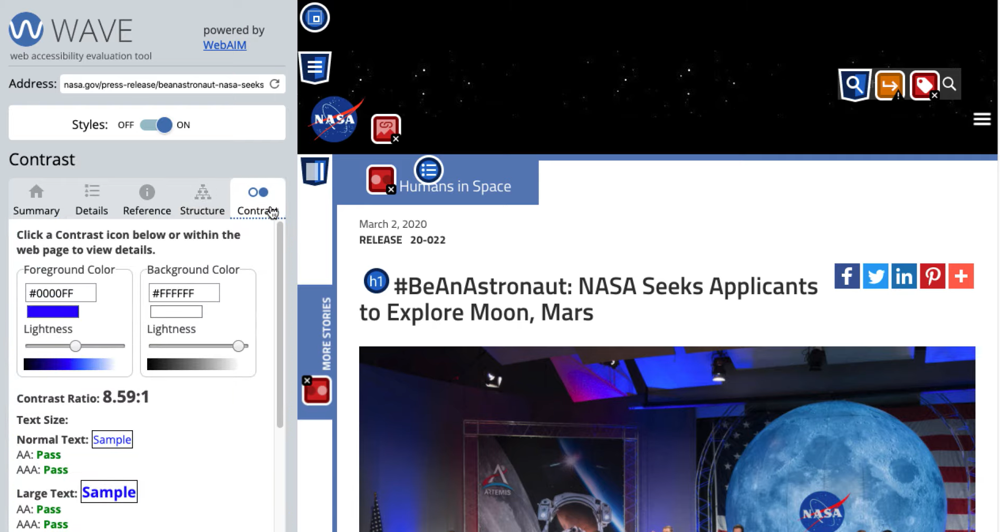 WAVE
web accessibility evaluation tool
powered by
WebAIM
Address: nasa.gov/press-release/beanastronaut-nasa-seeks
Styles: OFF ON
Contrast
Summary Details Reference Structure Contrast
Click a Contrast icon below or within the
web page to view details.
Foreground Color
#0000FF
Lightness
Background Color
#FFFFFF
Lightness
Contrast Ratio: 8.59:1
Text Size:
Normal Text: Sample
AA: Pass
AAA: Pass
Large Text: Sample
AA: Pass
AAA: Pass
NASA
Humans in Space
March 2, 2020
RELEASE 20-022
h1 #BeAnAstronaut: NASA Seeks Applicants
to Explore Moon, Mars
f in
MORE STORIES
ARTEMIS
NASA